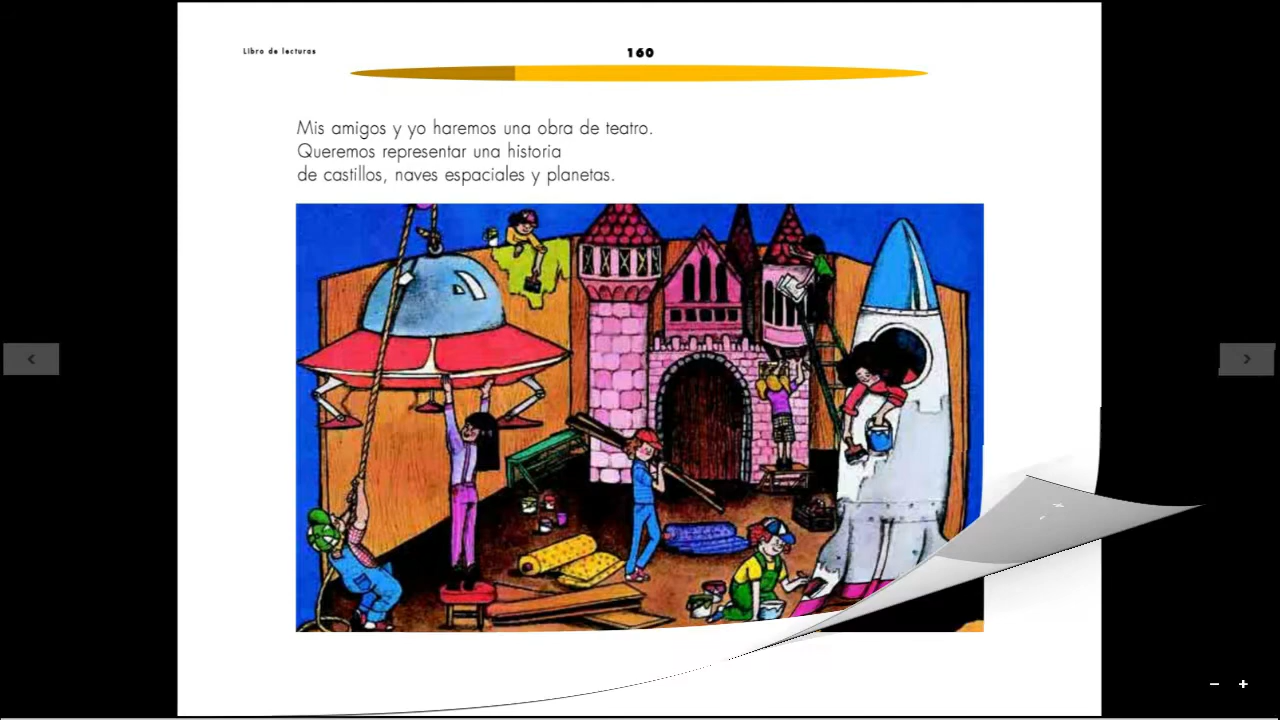 Libro de lecturas
160
Mis amigos y yo haremos una obra de teatro.
Queremos representar una historia
de castillos, naves espaciales y planetas.